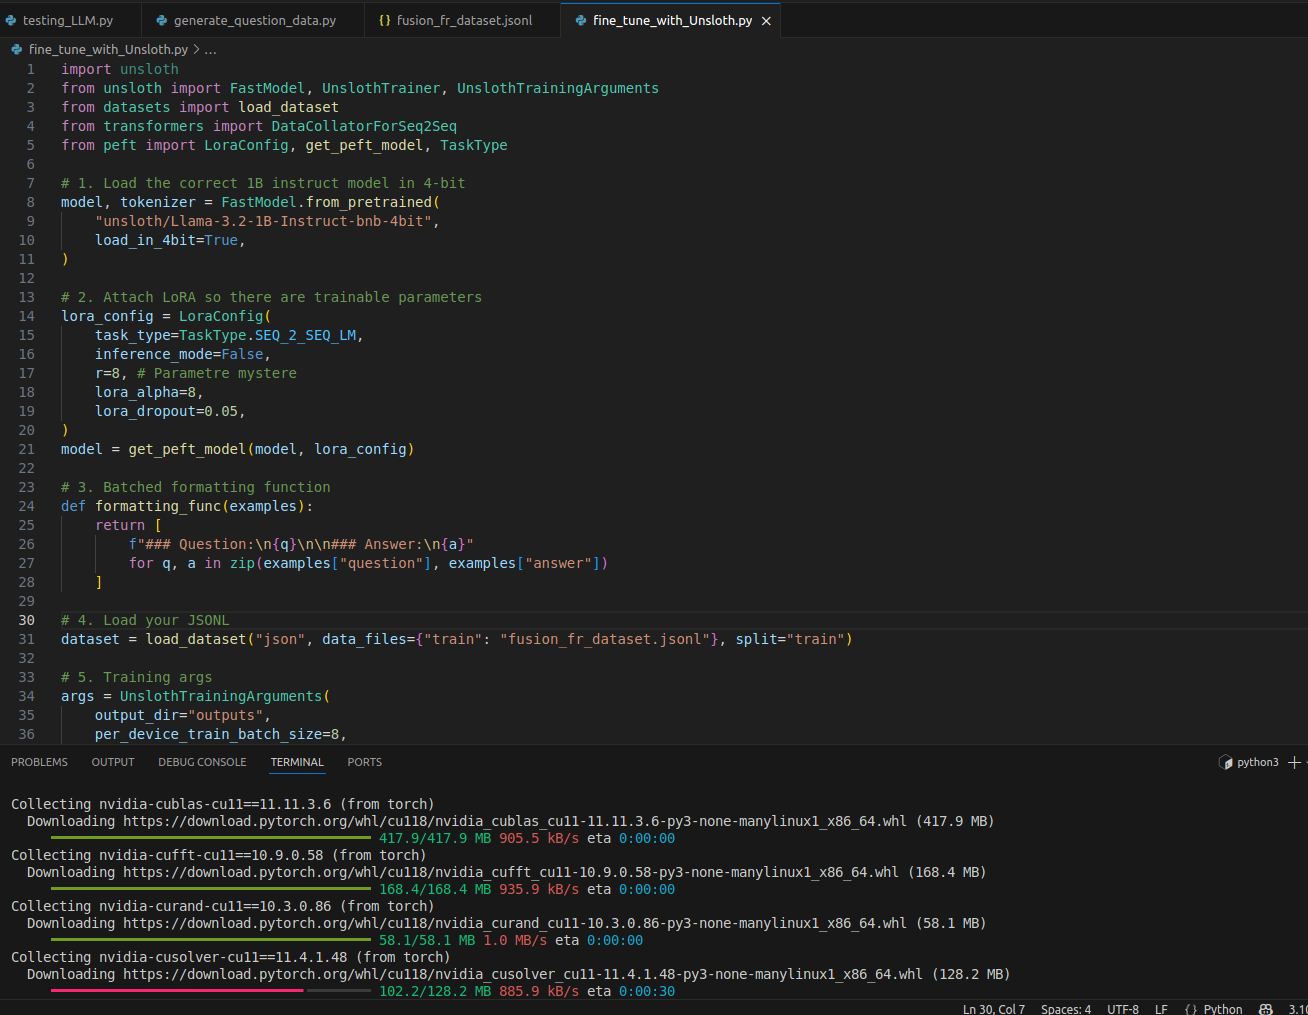 testing_LLM.py generate_question_data.py {} fusion_fr_dataset.jsonl fine_tune_with_Unsloth.py ×
fine_tune_with_Unsloth.py > ...
1 import unsloth
2 from unsloth import FastModel, UnslothTrainer, UnslothTrainingArguments
3 from datasets import load_dataset
4 from transformers import DataCollatorForSeq2Seq
5 from peft import LoraConfig, get_peft_model, TaskType
6
7 # 1. Load the correct 1B instruct model in 4-bit
8 model, tokenizer = FastModel.from_pretrained(
9     "unsloth/Llama-3.2-1B-Instruct-bnb-4bit",
10     load_in_4bit=True,
11 )
12
13 # 2. Attach LoRA so there are trainable parameters
14 lora_config = LoraConfig(
15     task_type=TaskType.SEQ_2_SEQ_LM,
16     inference_mode=False,
17     r=8, # Parametre mystere
18     lora_alpha=8,
19     lora_dropout=0.05,
20 )
21 model = get_peft_model(model, lora_config)
22
23 # 3. Batched formatting function
24 def formatting_func(examples):
25     return [
26         f"### Question:\n{q}\n\n### Answer:\n{a}"
27         for q, a in zip(examples["question"], examples["answer"])
28     ]
29
30 # 4. Load your JSONL
31 dataset = load_dataset("json", data_files={"train": "fusion_fr_dataset.jsonl"}, split="train")
32
33 # 5. Training args
34 args = UnslothTrainingArguments(
35     output_dir="outputs",
36     per_device_train_batch_size=8,
PROBLEMS OUTPUT DEBUG CONSOLE TERMINAL PORTS python3 +
Collecting nvidia-cublas-cu11==11.11.3.6 (from torch)
  Downloading https://download.pytorch.org/whl/cu118/nvidia_cublas_cu11-11.11.3.6-py3-none-manylinux1_x86_64.whl (417.9 MB)
417.9/417.9 MB 905.5 kB/s eta 0:00:00
Collecting nvidia-cufft-cu11==10.9.0.58 (from torch)
  Downloading https://download.pytorch.org/whl/cu118/nvidia_cufft_cu11-10.9.0.58-py3-none-manylinux1_x86_64.whl (168.4 MB)
168.4/168.4 MB 935.9 kB/s eta 0:00:00
Collecting nvidia-curand-cu11==10.3.0.86 (from torch)
  Downloading https://download.pytorch.org/whl/cu118/nvidia_curand_cu11-10.3.0.86-py3-none-manylinux1_x86_64.whl (58.1 MB)
58.1/58.1 MB 1.0 MB/s eta 0:00:00
Collecting nvidia-cusolver-cu11==11.4.1.48 (from torch)
  Downloading https://download.pytorch.org/whl/cu118/nvidia_cusolver_cu11-11.4.1.48-py3-none-manylinux1_x86_64.whl (128.2 MB)
102.2/128.2 MB 885.9 kB/s eta 0:00:30
Ln 30, Col 7 Spaces: 4 UTF-8 LF {} Python 3.10